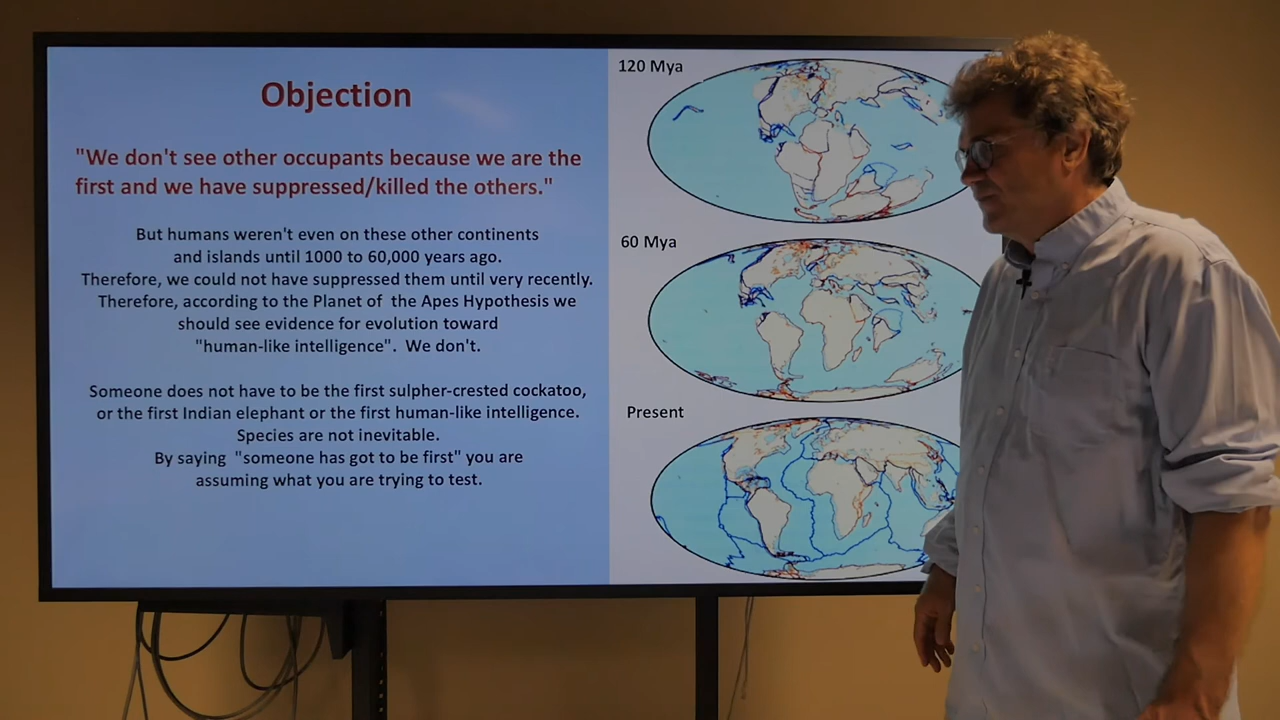 Objection
"We don't see other occupants because we are the
first and we have suppressed/killed the others."
But humans weren't even on these other continents
and islands until 1000 to 60,000 years ago.
Therefore, we could not have suppressed them until very recently.
Therefore, according to the Planet of the Apes Hypothesis we
should see evidence for evolution toward
"human-like intelligence". We don't.
Someone does not have to be the first sulpher-crested cockatoo,
or the first Indian elephant or the first human-like intelligence.
Species are not inevitable.
By saying "someone has got to be first" you are
assuming what you are trying to test.
120 Mya
60 Mya
Present